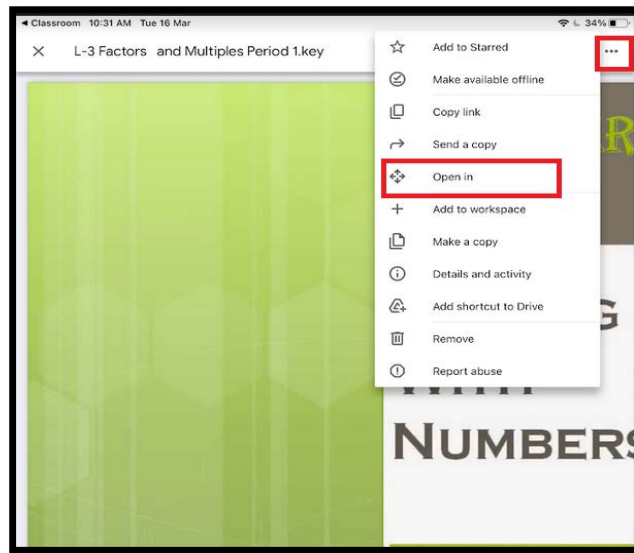 Classroom 10:31 AM Tue 16 Mar 34%
L-3 Factors and Multiples Period 1.key
Add to Starred
Make available offline
Copy link
Send a copy
Open in
Add to workspace
Make a copy
Details and activity
Add shortcut to Drive
Remove
Report abuse
NUMBERS